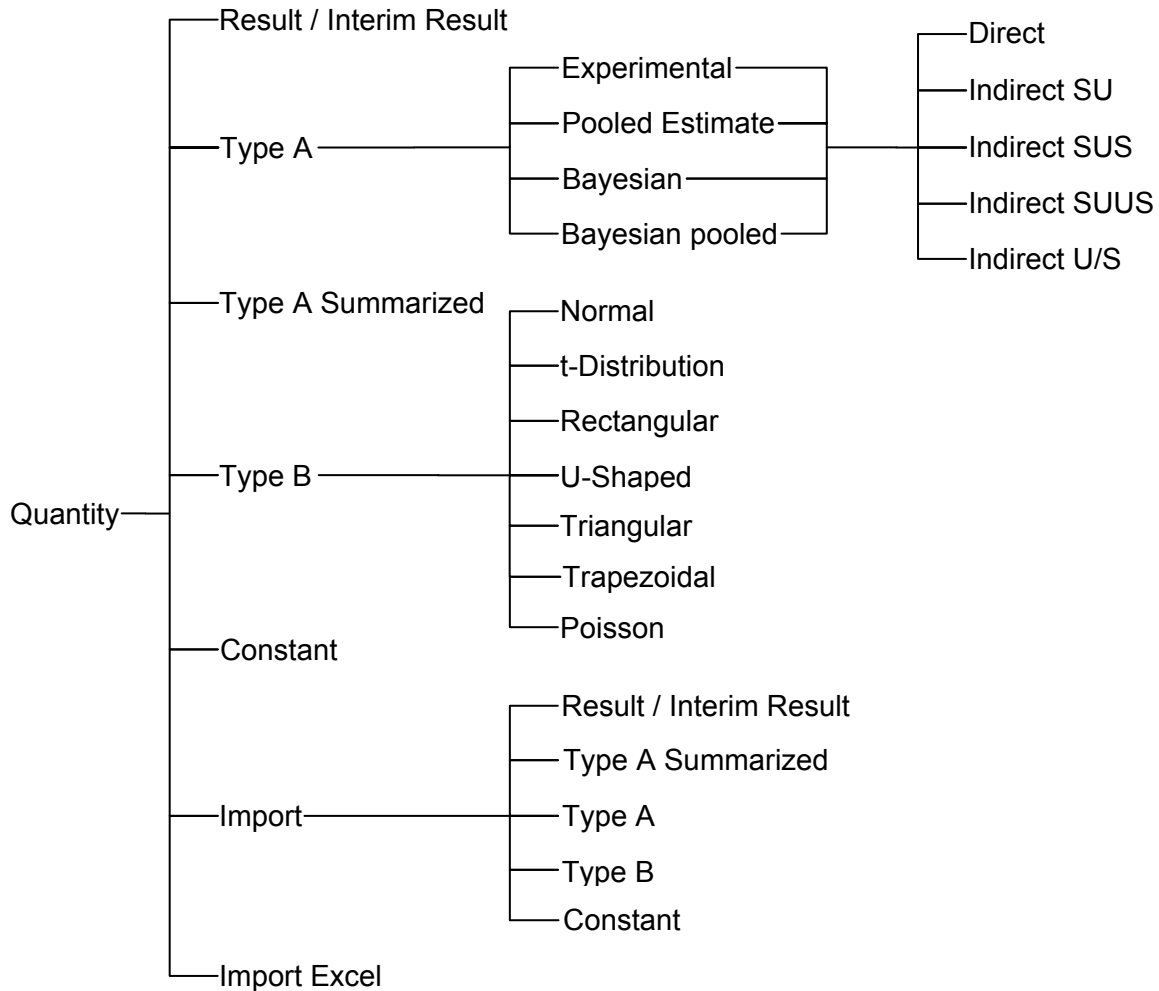 Quantity
Result / Interim Result
Type A
Experimental
Pooled Estimate
Bayesian
Bayesian pooled
Direct
Indirect SU
Indirect SUS
Indirect SUUS
Indirect U/S
Type A Summarized
Type B
Normal
t-Distribution
Rectangular
U-Shaped
Triangular
Trapezoidal
Poisson
Constant
Import
Result / Interim Result
Type A Summarized
Type A
Type B
Constant
Import Excel